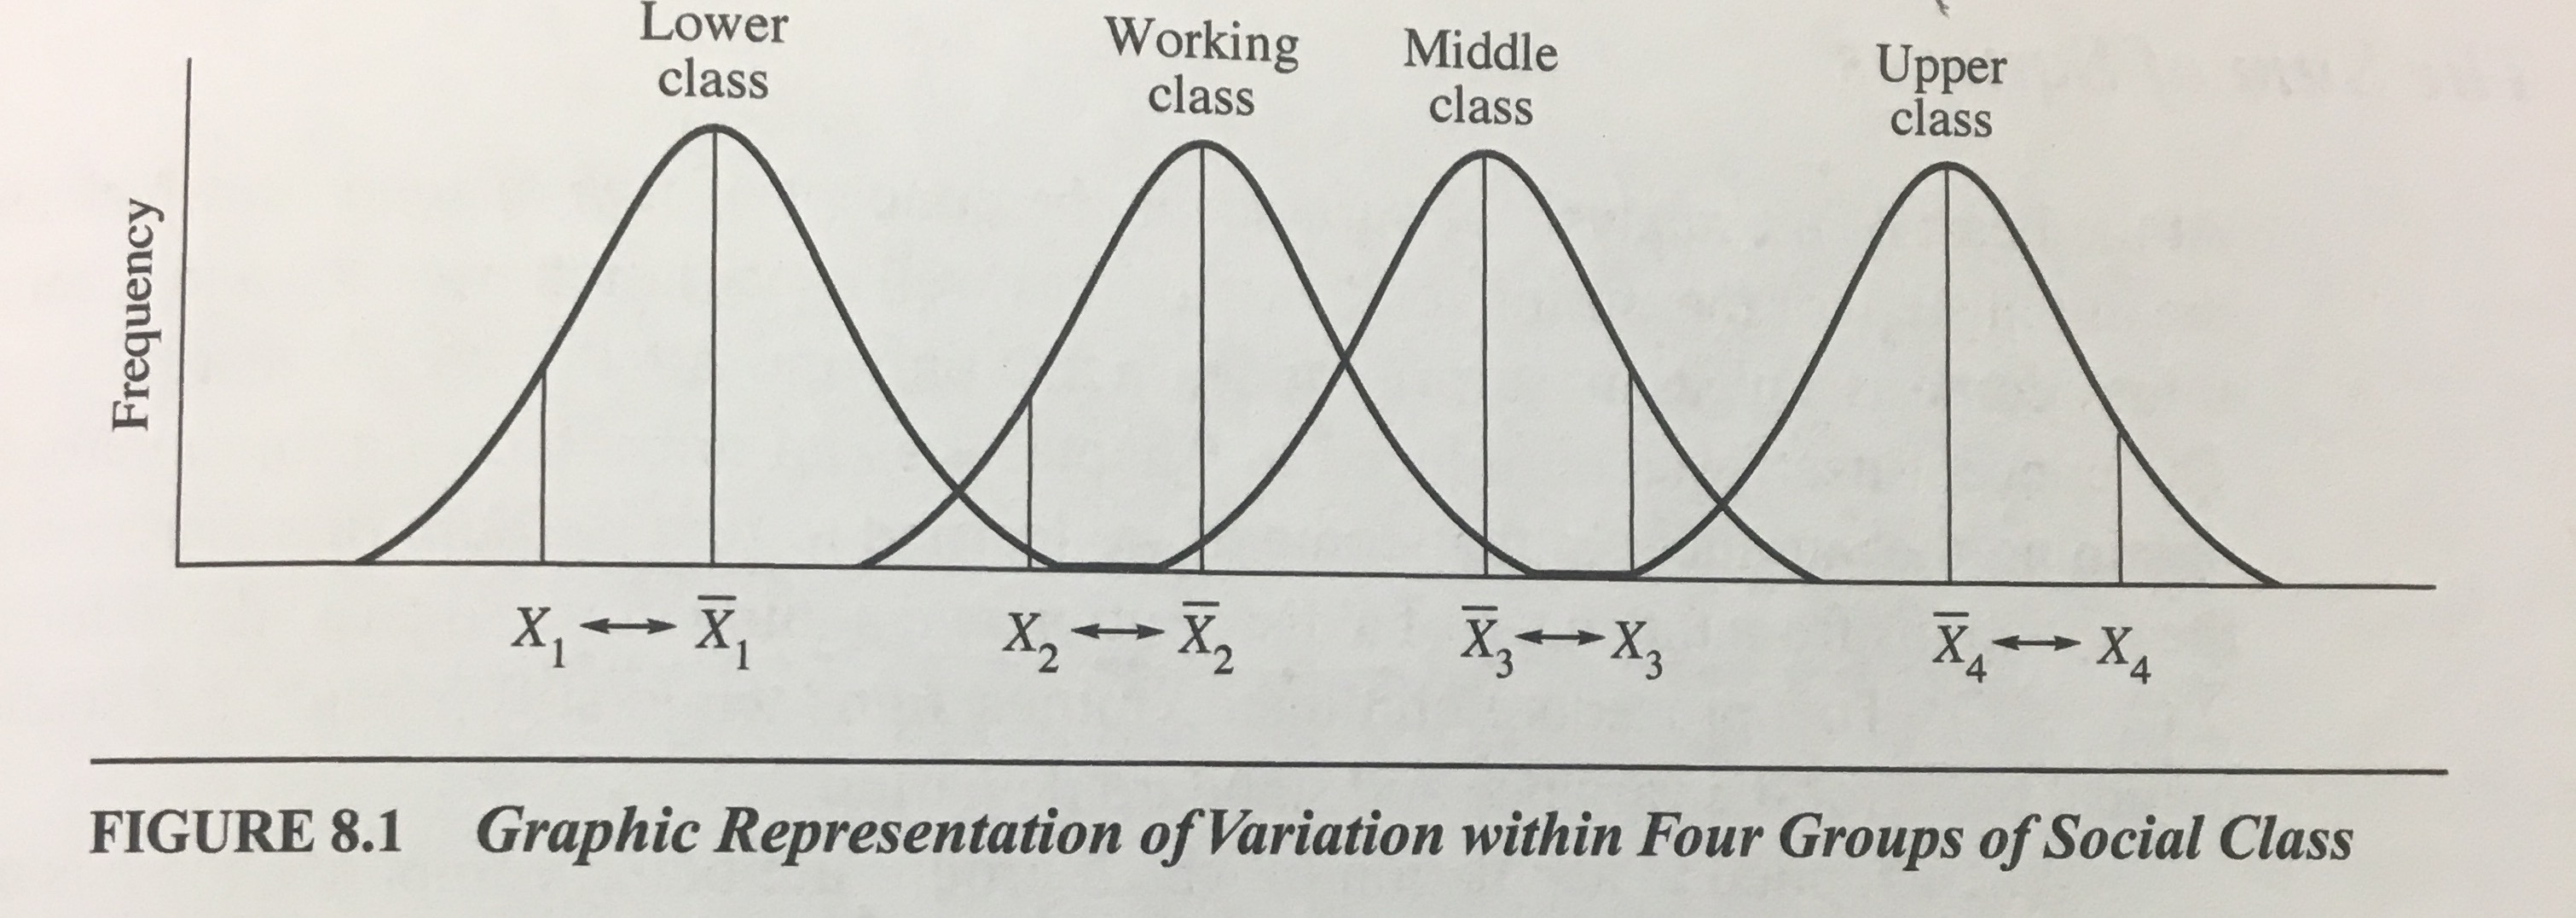 Lower
class
Working
class
Middle
class
Upper
class
Frequency
X₁ ↔ X̅₁
X₂ ↔ X̅₂
X̅₃ ↔ X₃
X̅₄ ↔ X₄
FIGURE 8.1 Graphic Representation of Variation within Four Groups of Social Class